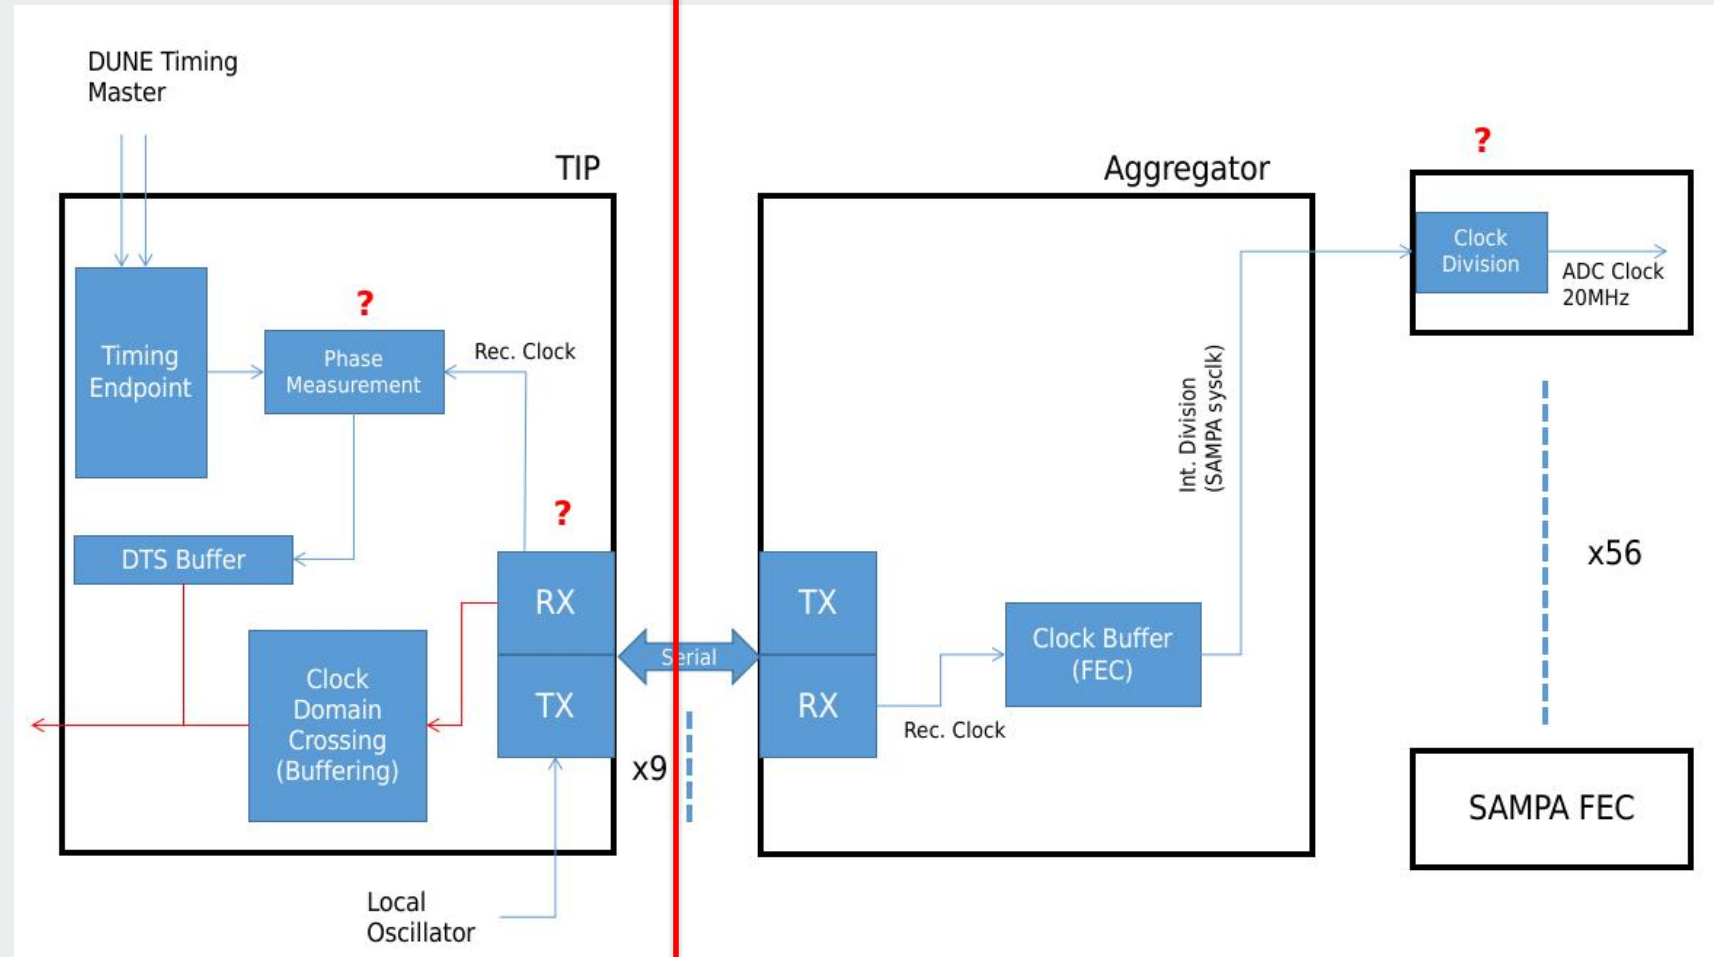 DUNE Timing
Master
TIP
?
Timing
Endpoint
Phase
Measurement
Rec. Clock
?
DTS Buffer
RX
TX
Clock
Domain
Crossing
(Buffering)
Local
Oscillator
Serial
x9
Aggregator
TX
RX
Rec. Clock
Clock Buffer
(FEC)
Int. Division
(SAMPA sysclk)
?
Clock
Division
ADC Clock
20MHz
x56
SAMPA FEC